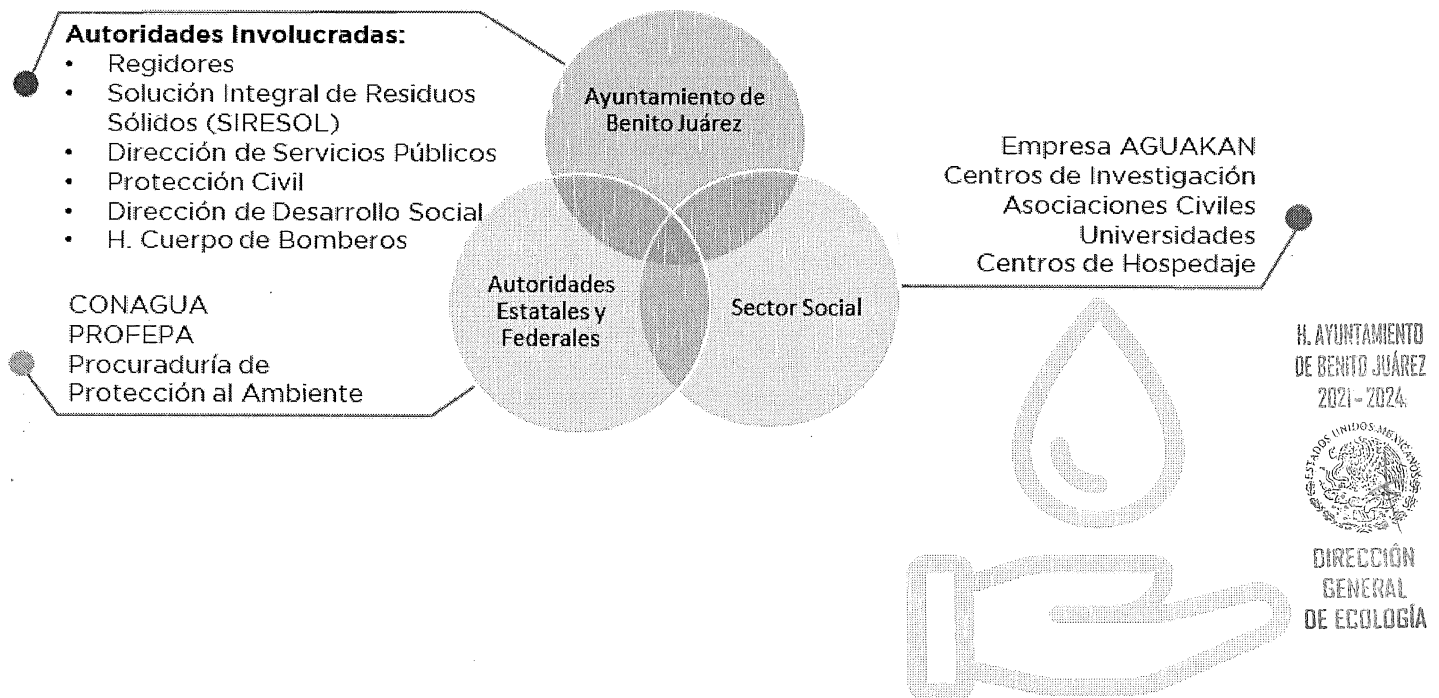 Autoridades Involucradas:
• Regidores
• Solución Integral de Residuos
Sólidos (SIRESOL)
• Dirección de Servicios Públicos
• Protección Civil
• Dirección de Desarrollo Social
• H. Cuerpo de Bomberos
CONAGUA
PROFEPA
Procuraduría de
Protección al Ambiente
Ayuntamiento de
Benito Juárez
Autoridades
Estatales y
Federales
Sector Social
Empresa AGUAKAN
Centros de Investigación
Asociaciones Civiles
Universidades
Centros de Hospedaje
H. AYUNTAMIENTO
DE BENITO JUÁREZ
2021-2024
ESTADOS UNIDOS MEXICANOS
DIRECCIÓN
GENERAL
DE ECOLOGÍA